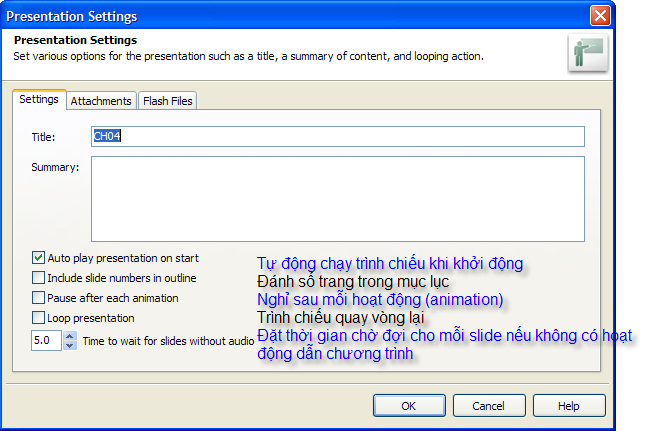 Presentation Settings
Presentation Settings
Set various options for the presentation such as a title, a summary of content, and looping action.
Settings Attachments Flash Files
Title: CH04
Summary:
Auto play presentation on start Tự động chạy trình chiếu khi khởi động
Include slide numbers in outline Đánh số trang trong mục lục
Pause after each animation Nghỉ sau mỗi hoạt động (animation)
Loop presentation Trình chiếu quay vòng lại
5.0 Time to wait for slides without audio Đặt thời gian chờ đợi cho mỗi slide nếu không có hoạt
động dẫn chương trình
OK Cancel Help